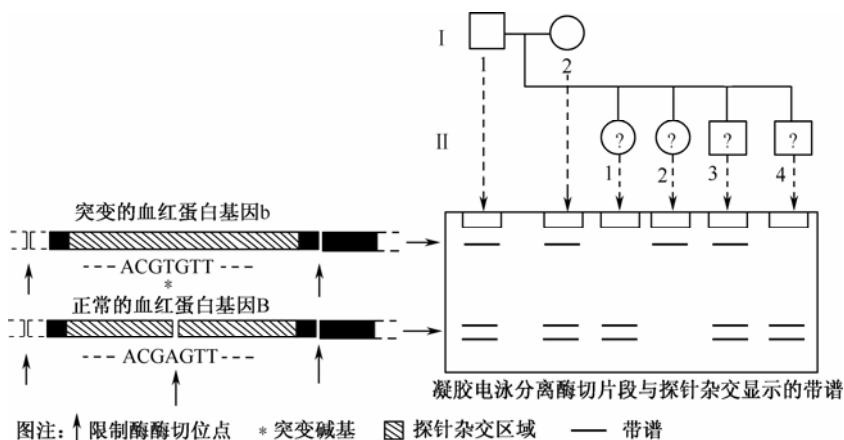 I
1
2
II
?
?
?
?
1
2
3
4
突变的血红蛋白基因b
--- ACGTGTT ---
*
正常的血红蛋白基因B
--- ACGAGTT ---
凝胶电泳分离酶切片段与探针杂交显示的带谱
图注: 限制酶酶切位点 * 突变碱基 探针杂交区域 带谱